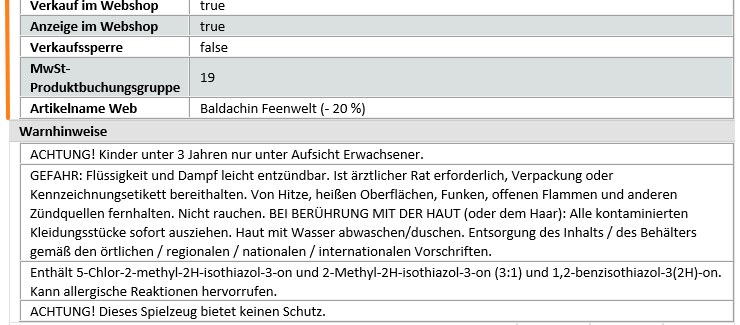 Verkauf im Webshop true
Anzeige im Webshop true
Verkaufssperre false
MwSt-
Produktbuchungsgruppe 19
Artikelname Web Baldachin Feenwelt (- 20 %)
Warnhinweise
ACHTUNG! Kinder unter 3 Jahren nur unter Aufsicht Erwachsener.
GEFAHR: Flüssigkeit und Dampf leicht entzündbar. Ist ärztlicher Rat erforderlich, Verpackung oder
Kennzeichnungsetikett bereithalten. Von Hitze, heißen Oberflächen, Funken, offenen Flammen und anderen
Zündquellen fernhalten. Nicht rauchen. BEI BERÜHRUNG MIT DER HAUT (oder dem Haar): Alle kontaminierten
Kleidungsstücke sofort ausziehen. Haut mit Wasser abwaschen/duschen. Entsorgung des Inhalts / des Behälters
gemäß den örtlichen / regionalen / nationalen / internationalen Vorschriften.
Enthält 5-Chlor-2-methyl-2H-isothiazol-3-on und 2-Methyl-2H-isothiazol-3-on (3:1) und 1,2-benzisothiazol-3(2H)-on.
Kann allergische Reaktionen hervorrufen.
ACHTUNG! Dieses Spielzeug bietet keinen Schutz.